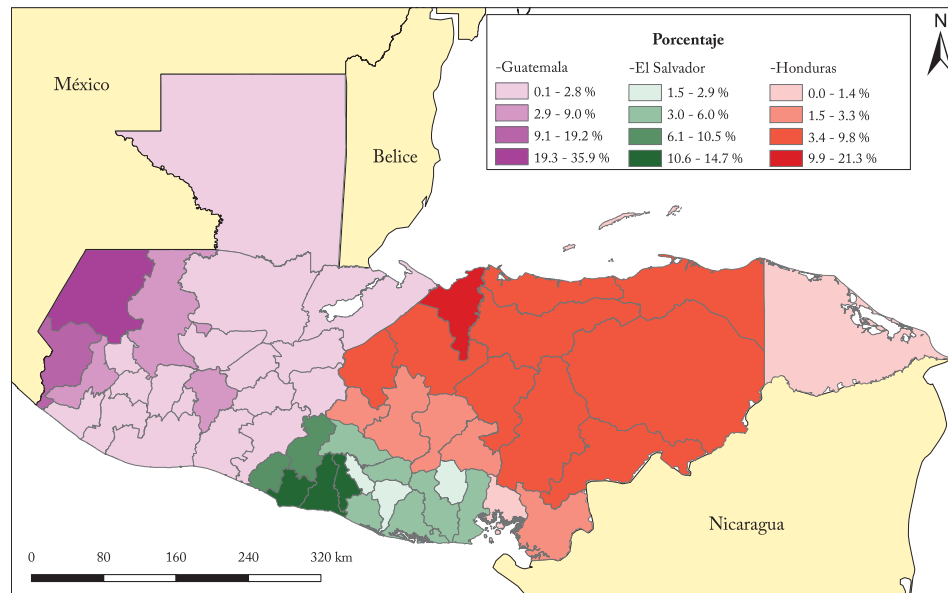 N
México
Belice
Porcentaje
-Guatemala
0.1 - 2.8 %
2.9 - 9.0 %
9.1 - 19.2 %
19.3 - 35.9 %
-El Salvador
1.5 - 2.9 %
3.0 - 6.0 %
6.1 - 10.5 %
10.6 - 14.7 %
-Honduras
0.0 - 1.4 %
1.5 - 3.3 %
3.4 - 9.8 %
9.9 - 21.3 %
Nicaragua
0 80 160 240 320 km